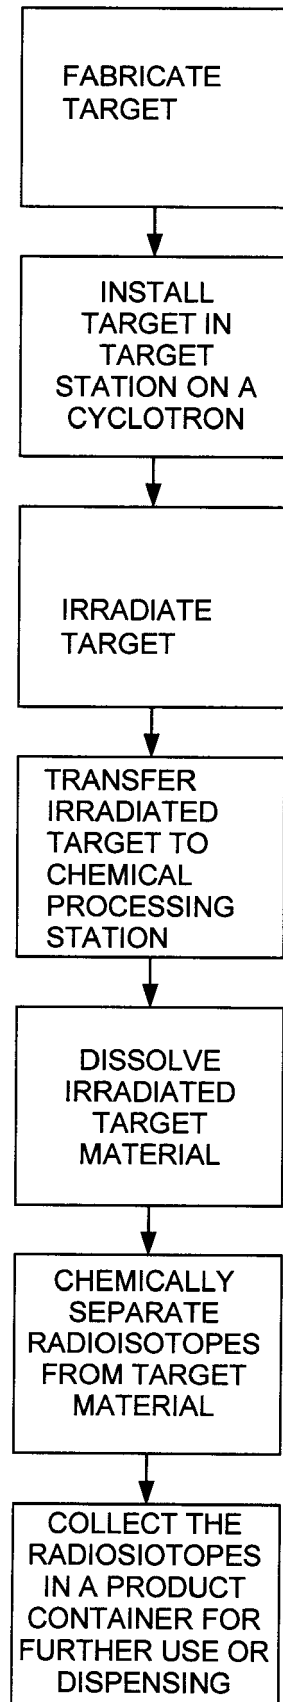 FABRICATE
TARGET
INSTALL
TARGET IN
TARGET
STATION ON A
CYCLOTRON
IRRADIATE
TARGET
TRANSFER
IRRADIATED
TARGET TO
CHEMICAL
PROCESSING
STATION
DISSOLVE
IRRADIATED
TARGET
MATERIAL
CHEMICALLY
SEPARATE
RADIOISOTOPES
FROM TARGET
MATERIAL
COLLECT THE
RADIOSIOTOPES
IN A PRODUCT
CONTAINER FOR
FURTHER USE OR
DISPENSING